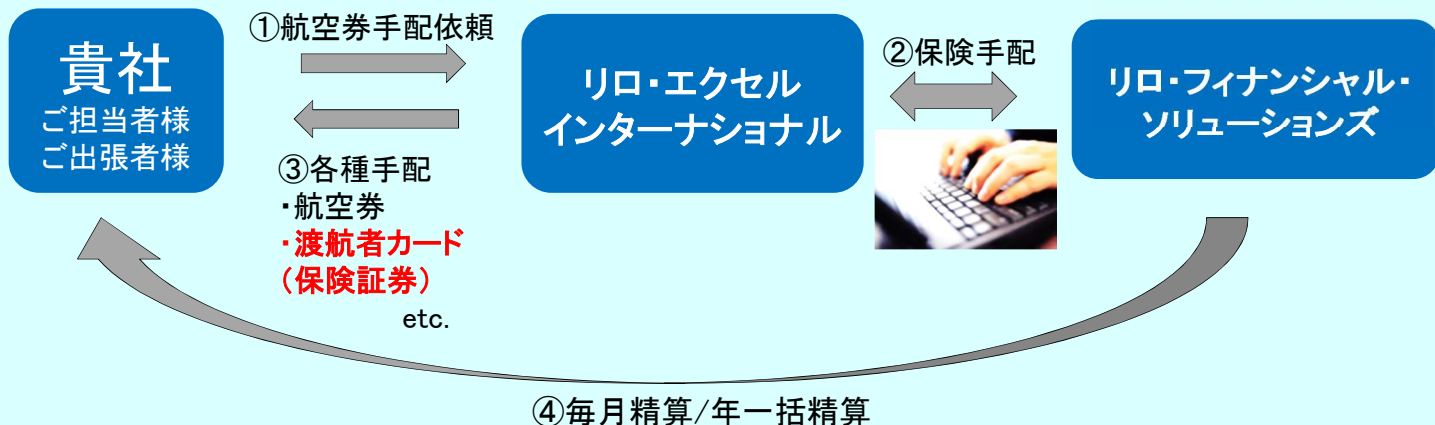 貴社
ご担当者様
ご出張者様
①航空券手配依頼
③各種手配
・航空券
・渡航者カード
（保険証券）
etc.
リロ・エクセル
インターナショナル
②保険手配
リロ・フィナンシャル・
ソリューションズ
④毎月精算/年一括精算